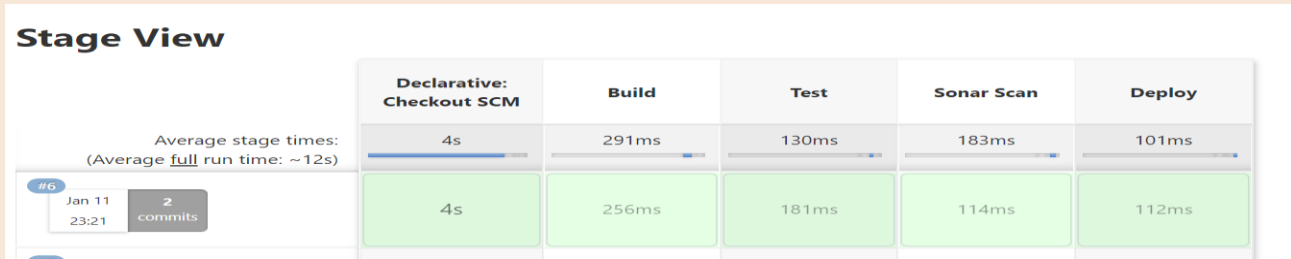 Stage View
Declarative:
Checkout SCM
Build
Test
Sonar Scan
Deploy
Average stage times:
(Average full run time: ~12s)
4s
291ms
130ms
183ms
101ms
#6
Jan 11
23:21
2
commits
4s
256ms
181ms
114ms
112ms